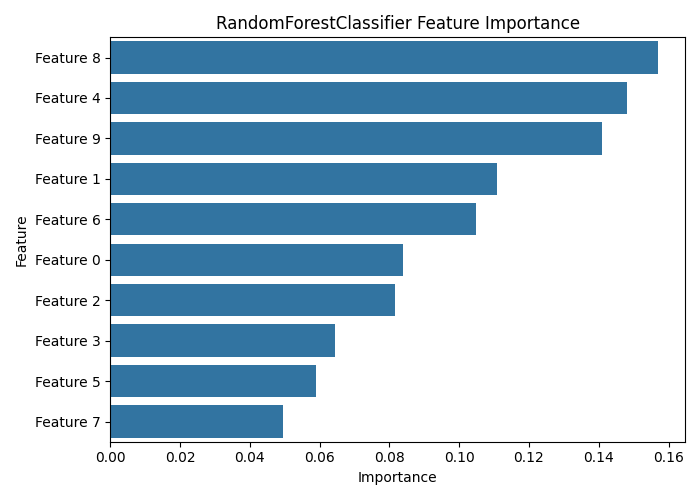 RandomForestClassifier Feature Importance
Feature 8
Feature 4
Feature 9
Feature 1
Feature 6
Feature 0
Feature 2
Feature 3
Feature 5
Feature 7
Feature
0.00 0.02 0.04 0.06 0.08 0.10 0.12 0.14 0.16
Importance